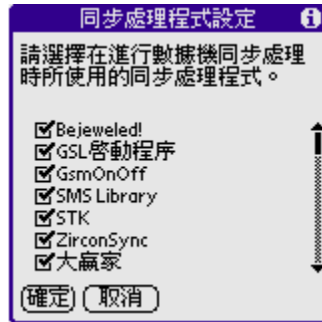 同步處理程式設定
請選擇在進行數據機同步處理
時所使用的同步處理程式。
Bejeweled!
GSL啓動程序
GsmOnOff
SMS Library
STK
ZirconSync
大贏家
確定 取消